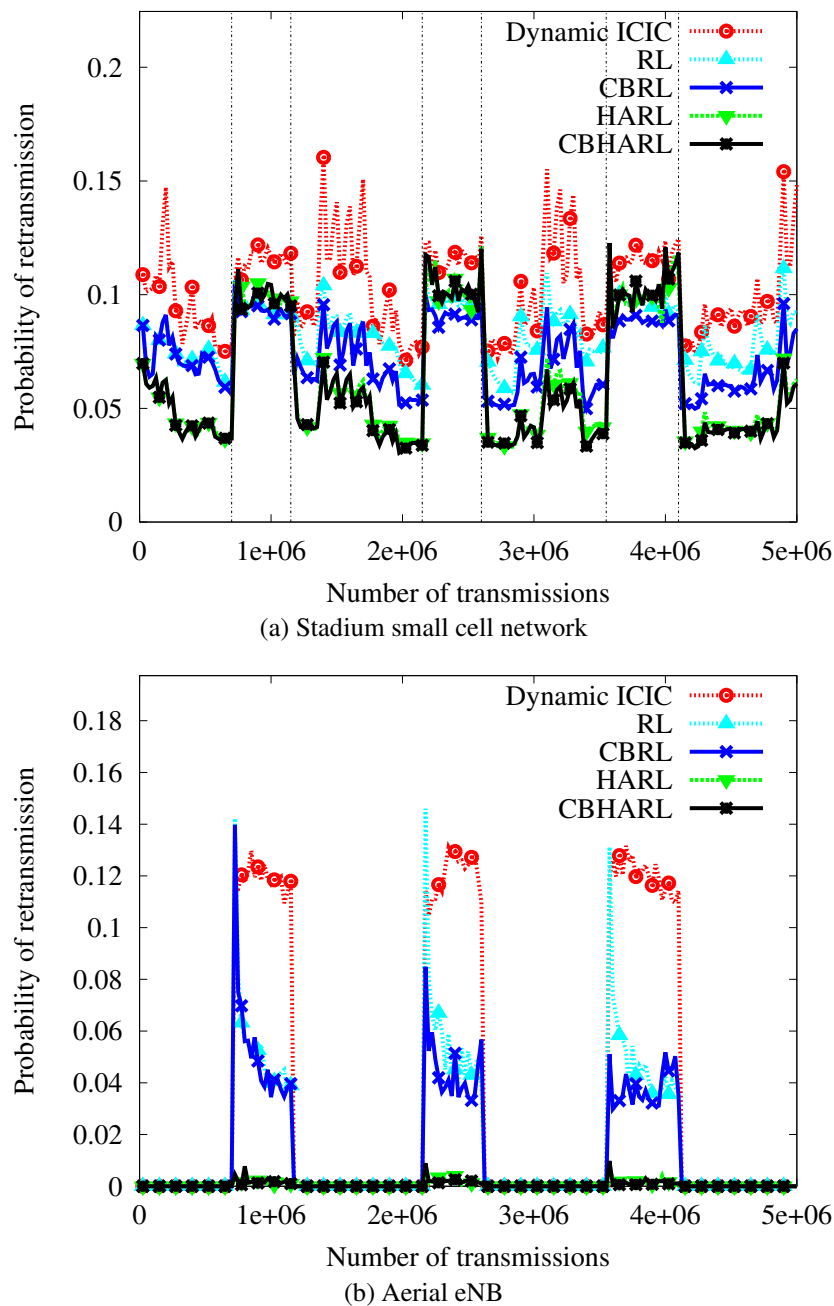 Dynamic ICIC
RL
CBRL
HARL
CBHARL
Probability of retransmission
0.2
0.15
0.1
0.05
0
0 1e+06 2e+06 3e+06 4e+06 5e+06
Number of transmissions
(a) Stadium small cell network
Dynamic ICIC
RL
CBRL
HARL
CBHARL
Probability of retransmission
0.18
0.16
0.14
0.12
0.1
0.08
0.06
0.04
0.02
0
0 1e+06 2e+06 3e+06 4e+06 5e+06
Number of transmissions
(b) Aerial eNB